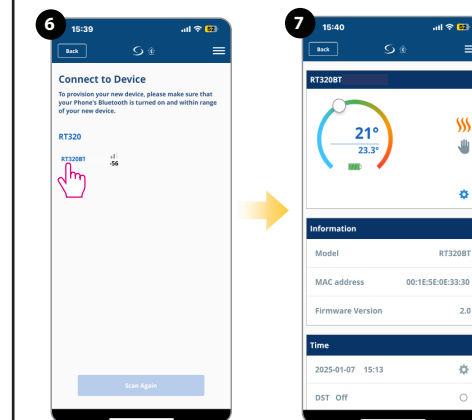 6
15:39
52
Back
Connect to Device
To provision your new device, please make sure that
your Phone's Bluetooth is turned on and within range
of your new device.
RT320
RT320BT
-56
Scan Again
7
15:40
52
Back
RT320BT
21°
23.3°
Information
Model RT320BT
MAC address 00:1E:5E:0E:33:30
Firmware Version 2.0
Time
2025-01-07 15:13
DST Off